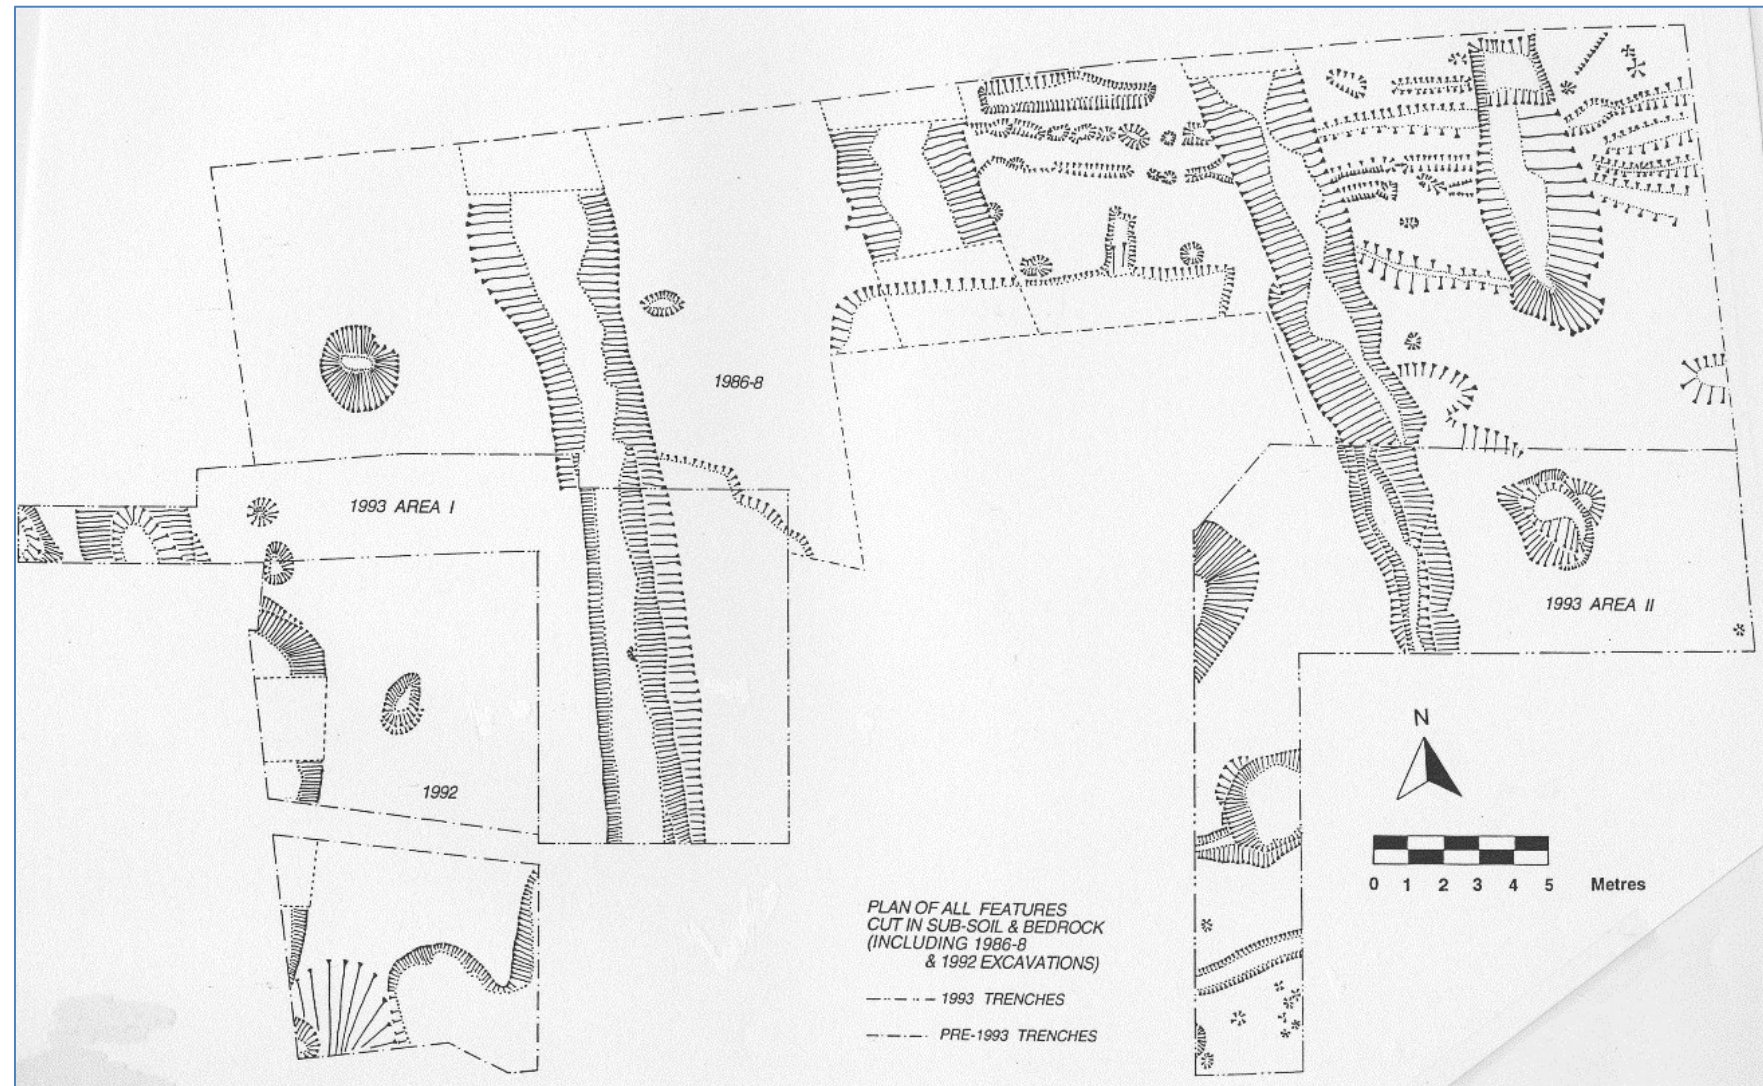 1986-8
1993 AREA I
1993 AREA II
1992
N
0 1 2 3 4 5 Metres
PLAN OF ALL FEATURES
CUT IN SUB-SOIL & BEDROCK
(INCLUDING 1986-8
& 1992 EXCAVATIONS)
1993 TRENCHES
PRE-1993 TRENCHES